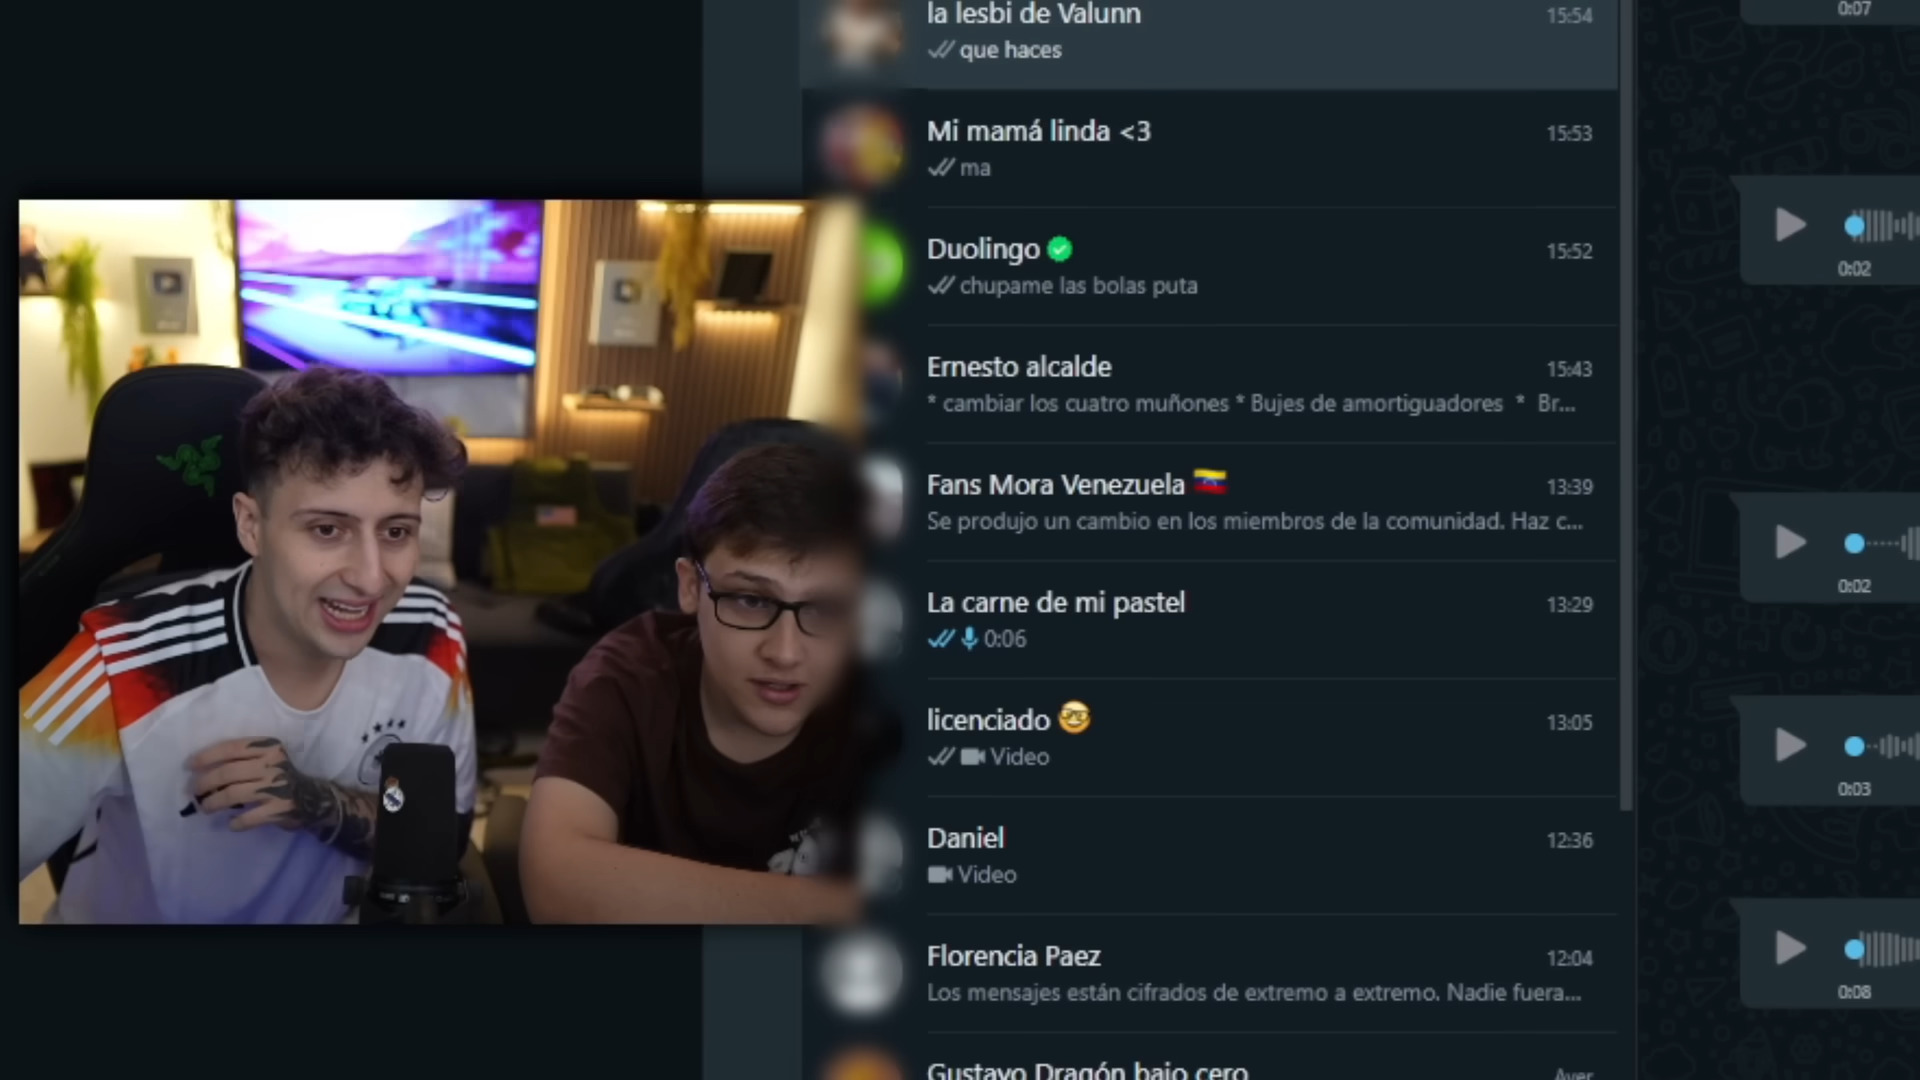 la lesbi de Valunn
15:54
que haces
Mi mamá linda <3
15:53
ma
Duolingo
15:52
chupame las bolas puta
Ernesto alcalde
15:43
* cambiar los cuatro muñones * Bujes de amortiguadores * Br...
Fans Mora Venezuela 🇻🇪
13:39
Se produjo un cambio en los miembros de la comunidad. Haz c...
La carne de mi pastel
13:29
0:06
licenciado 🤓
13:05
Video
Daniel
12:36
Video
Florencia Paez
12:04
Los mensajes están cifrados de extremo a extremo. Nadie fuera...
Gustavo Dragón bajo cero
Ayer
0:07
0:02
0:02
0:03
0:08